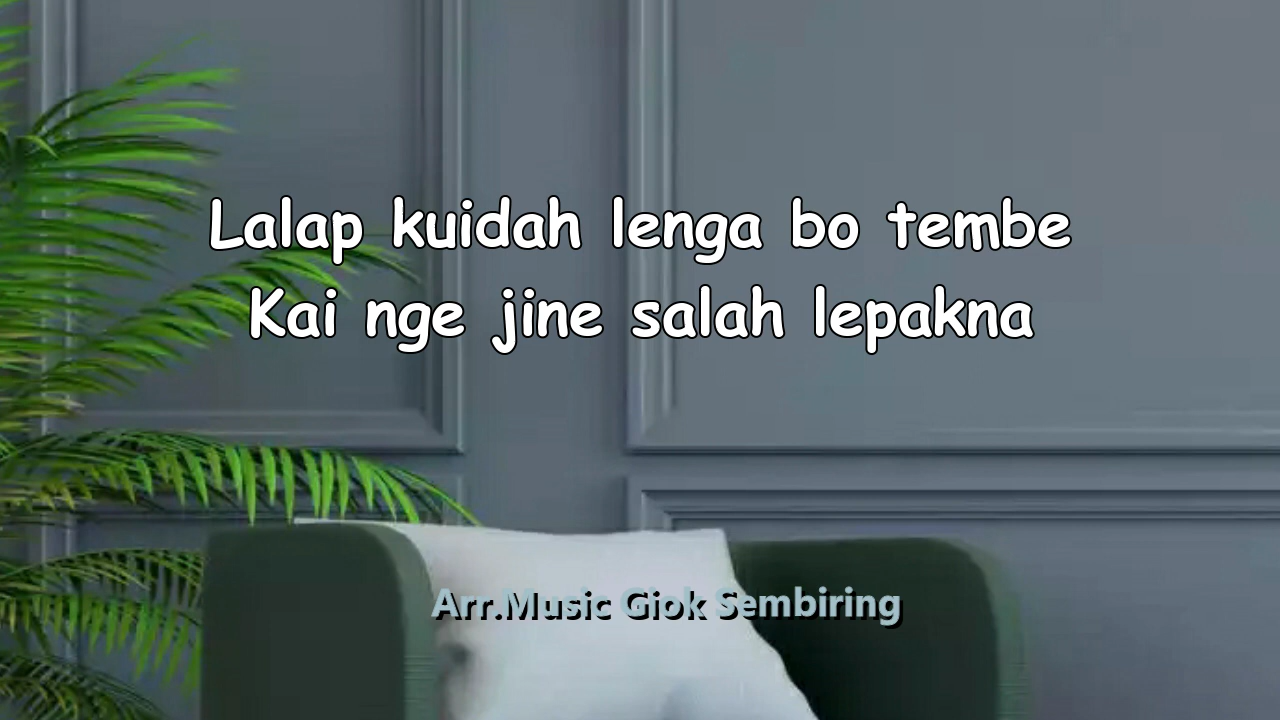 Lalap kuidah lenga bo tembe
Kai nge jine salah lepakna
Arr.Music Giok Sembiring